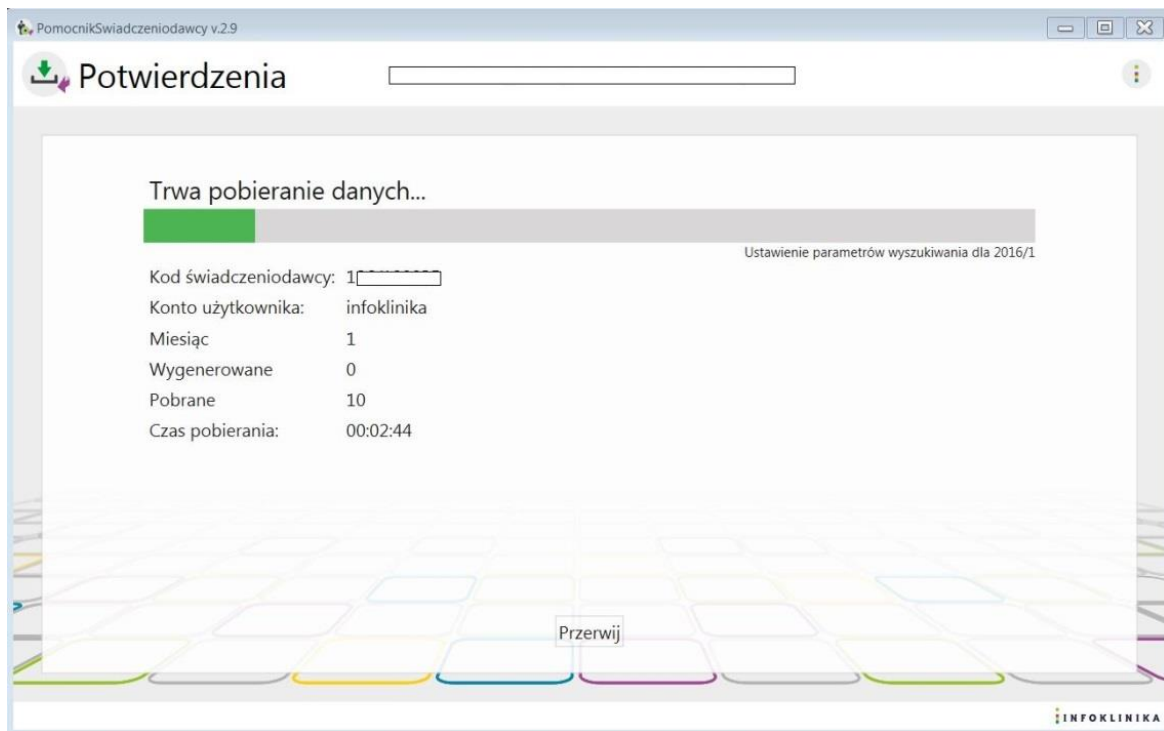 PomocnikSwiadczeniodawcy v.2.9
Potwierdzenia
Trwa pobieranie danych...
Ustawienie parametrów wyszukiwania dla 2016/1
Kod świadczeniodawcy: 1
Konto użytkownika: infoklinika
Miesiąc 1
Wygenerowane 0
Pobrane 10
Czas pobierania: 00:02:44
Przerwij
INFOKLINIKA